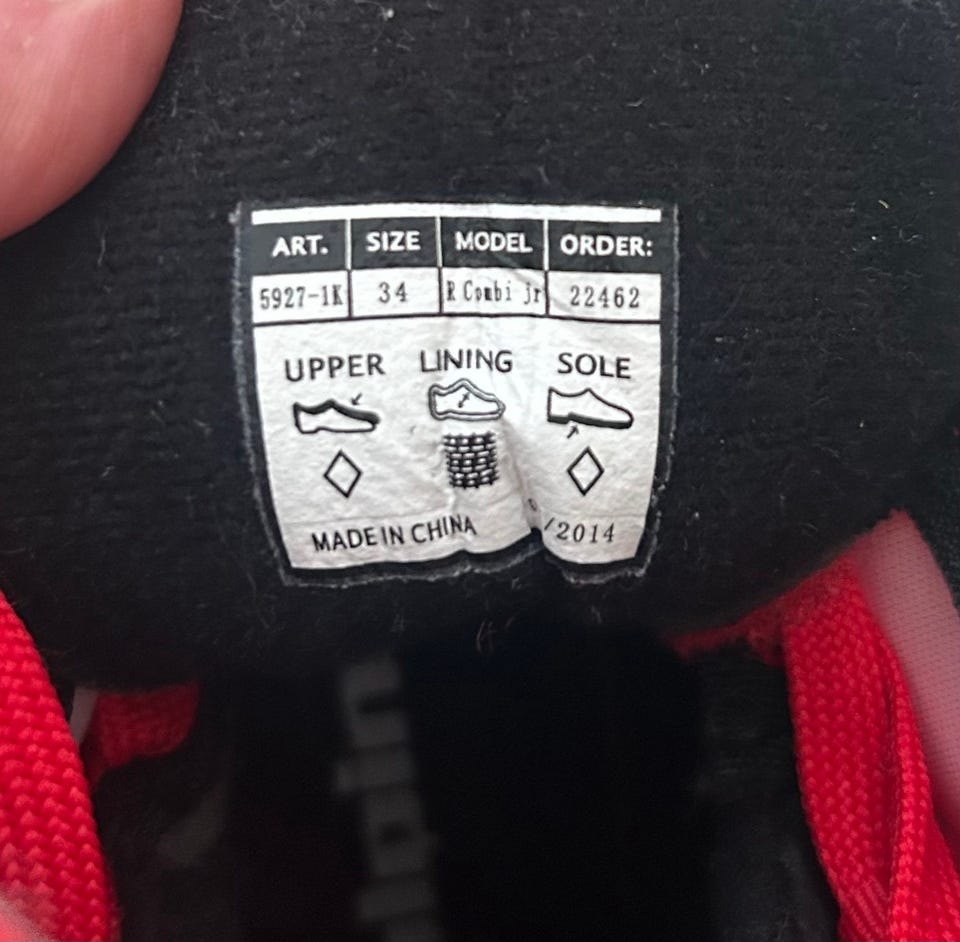 ART. SIZE MODEL ORDER:
5927-1K 34 R Combi jr 22462
UPPER LINING SOLE
MADE IN CHINA /2014